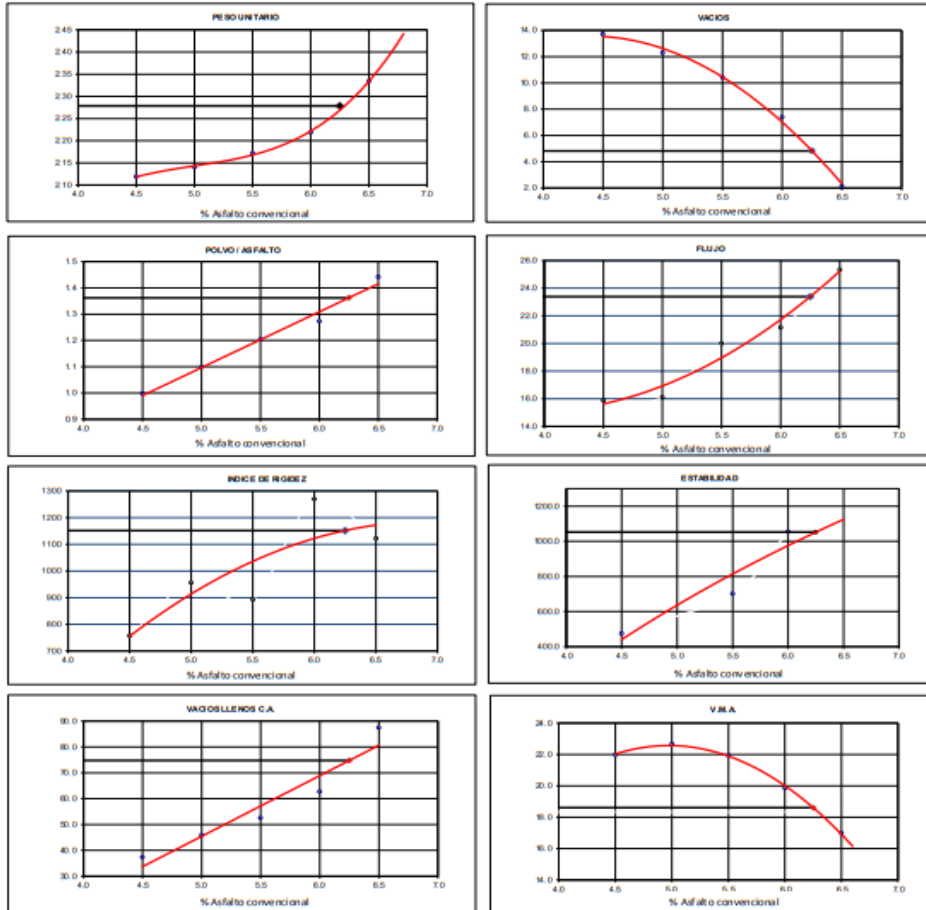 PESO UNITARIO
2.45
2.40
2.35
2.30
2.25
2.20
2.15
2.10
4.0 4.5 5.0 5.5 6.0 6.5 7.0
% Asfalto convencional
VACIOS
14.0
12.0
10.0
8.0
6.0
4.0
2.0
4.0 4.5 5.0 5.5 6.0 6.5 7.0
% Asfalto convencional
POLVO / ASFALTO
1.5
1.4
1.3
1.2
1.1
1.0
0.9
4.0 4.5 5.0 5.5 6.0 6.5 7.0
% Asfalto convencional
FLUJO
26.0
24.0
22.0
20.0
18.0
16.0
14.0
4.0 4.5 5.0 5.5 6.0 6.5 7.0
% Asfalto convencional
INDICE DE RIGIDEZ
1300
1200
1100
1000
900
800
700
4.0 4.5 5.0 5.5 6.0 6.5 7.0
% Asfalto convencional
ESTABILIDAD
1200.0
1000.0
800.0
600.0
400.0
4.0 4.5 5.0 5.5 6.0 6.5 7.0
% Asfalto convencional
VACIOS LLENOS C.A.
90.0
80.0
70.0
60.0
50.0
40.0
30.0
4.0 4.5 5.0 5.5 6.0 6.5 7.0
% Asfalto convencional
V.M.A.
24.0
22.0
20.0
18.0
16.0
14.0
4.0 4.5 5.0 5.5 6.0 6.5 7.0
% Asfalto convencional